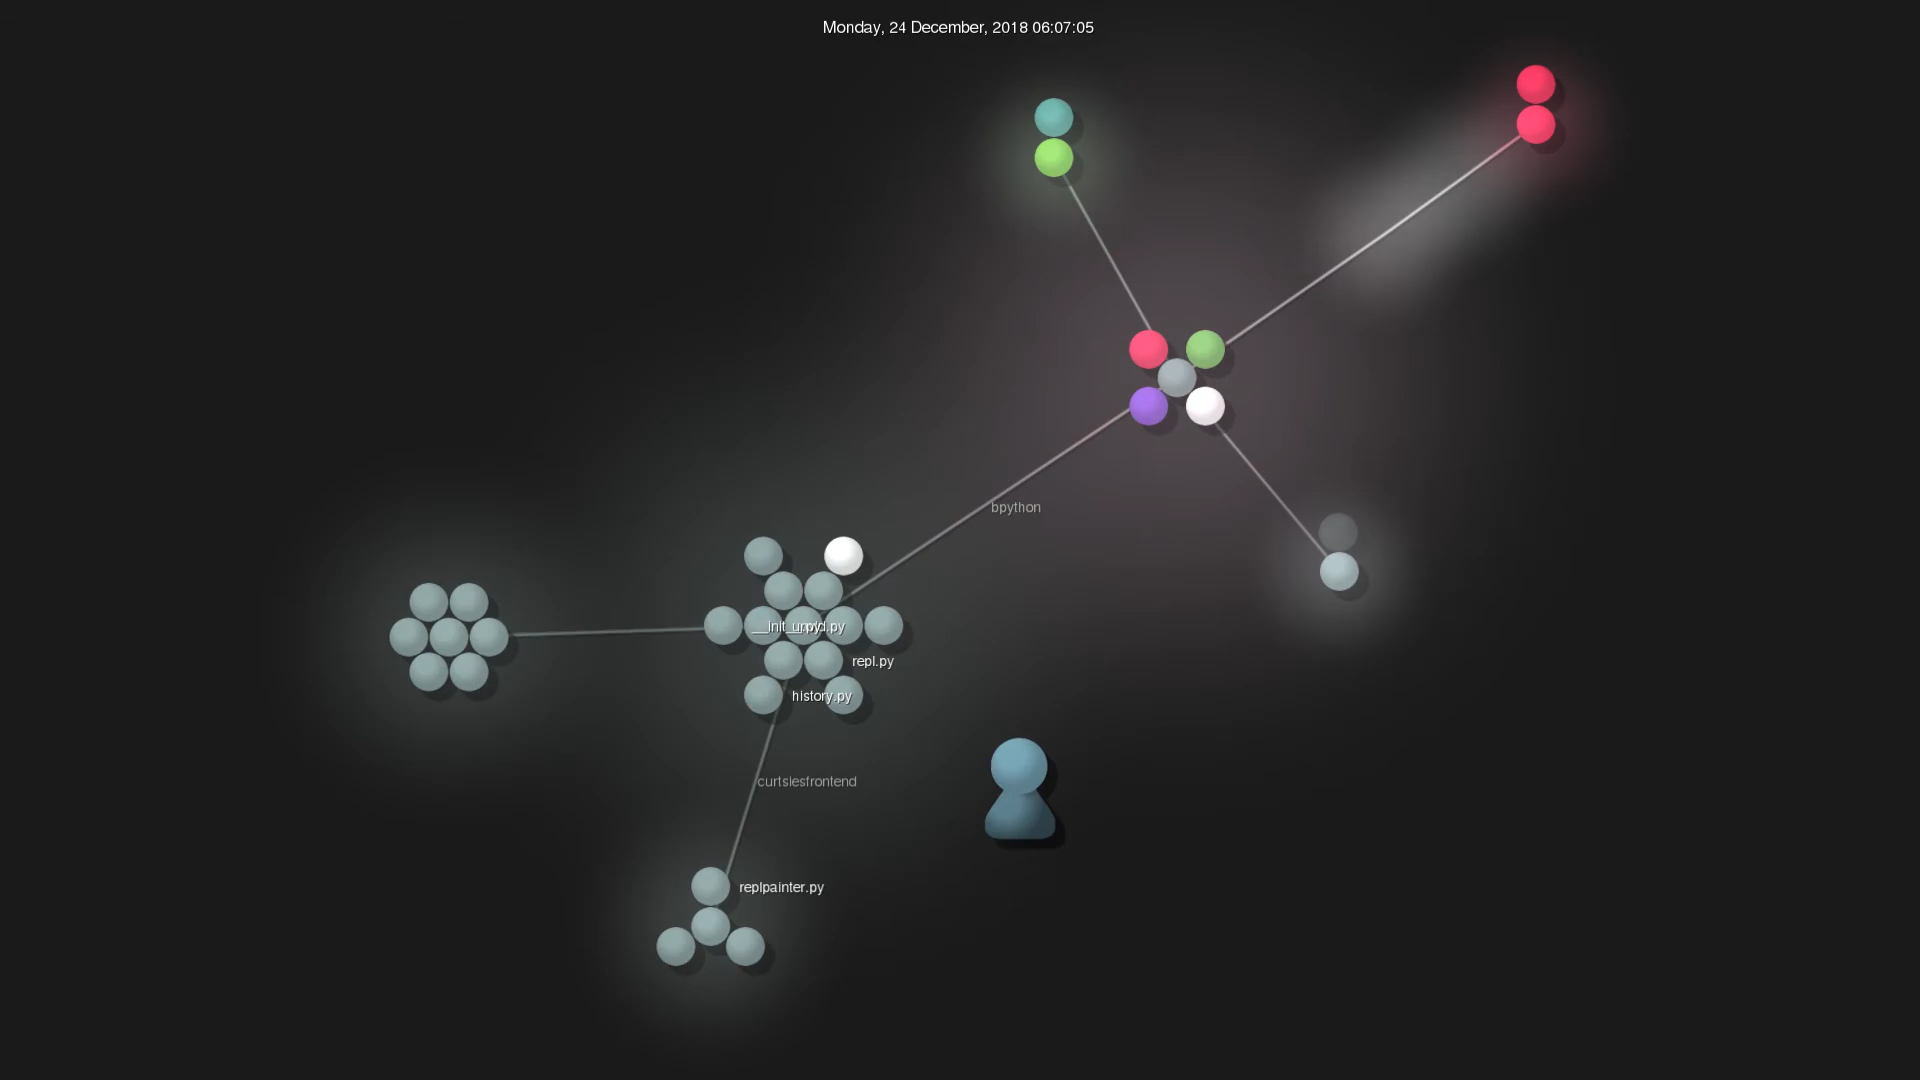 Monday, 24 December, 2018 06:07:05
bpython
repl.py
history.py
curtsiesfrontend
replpainter.py